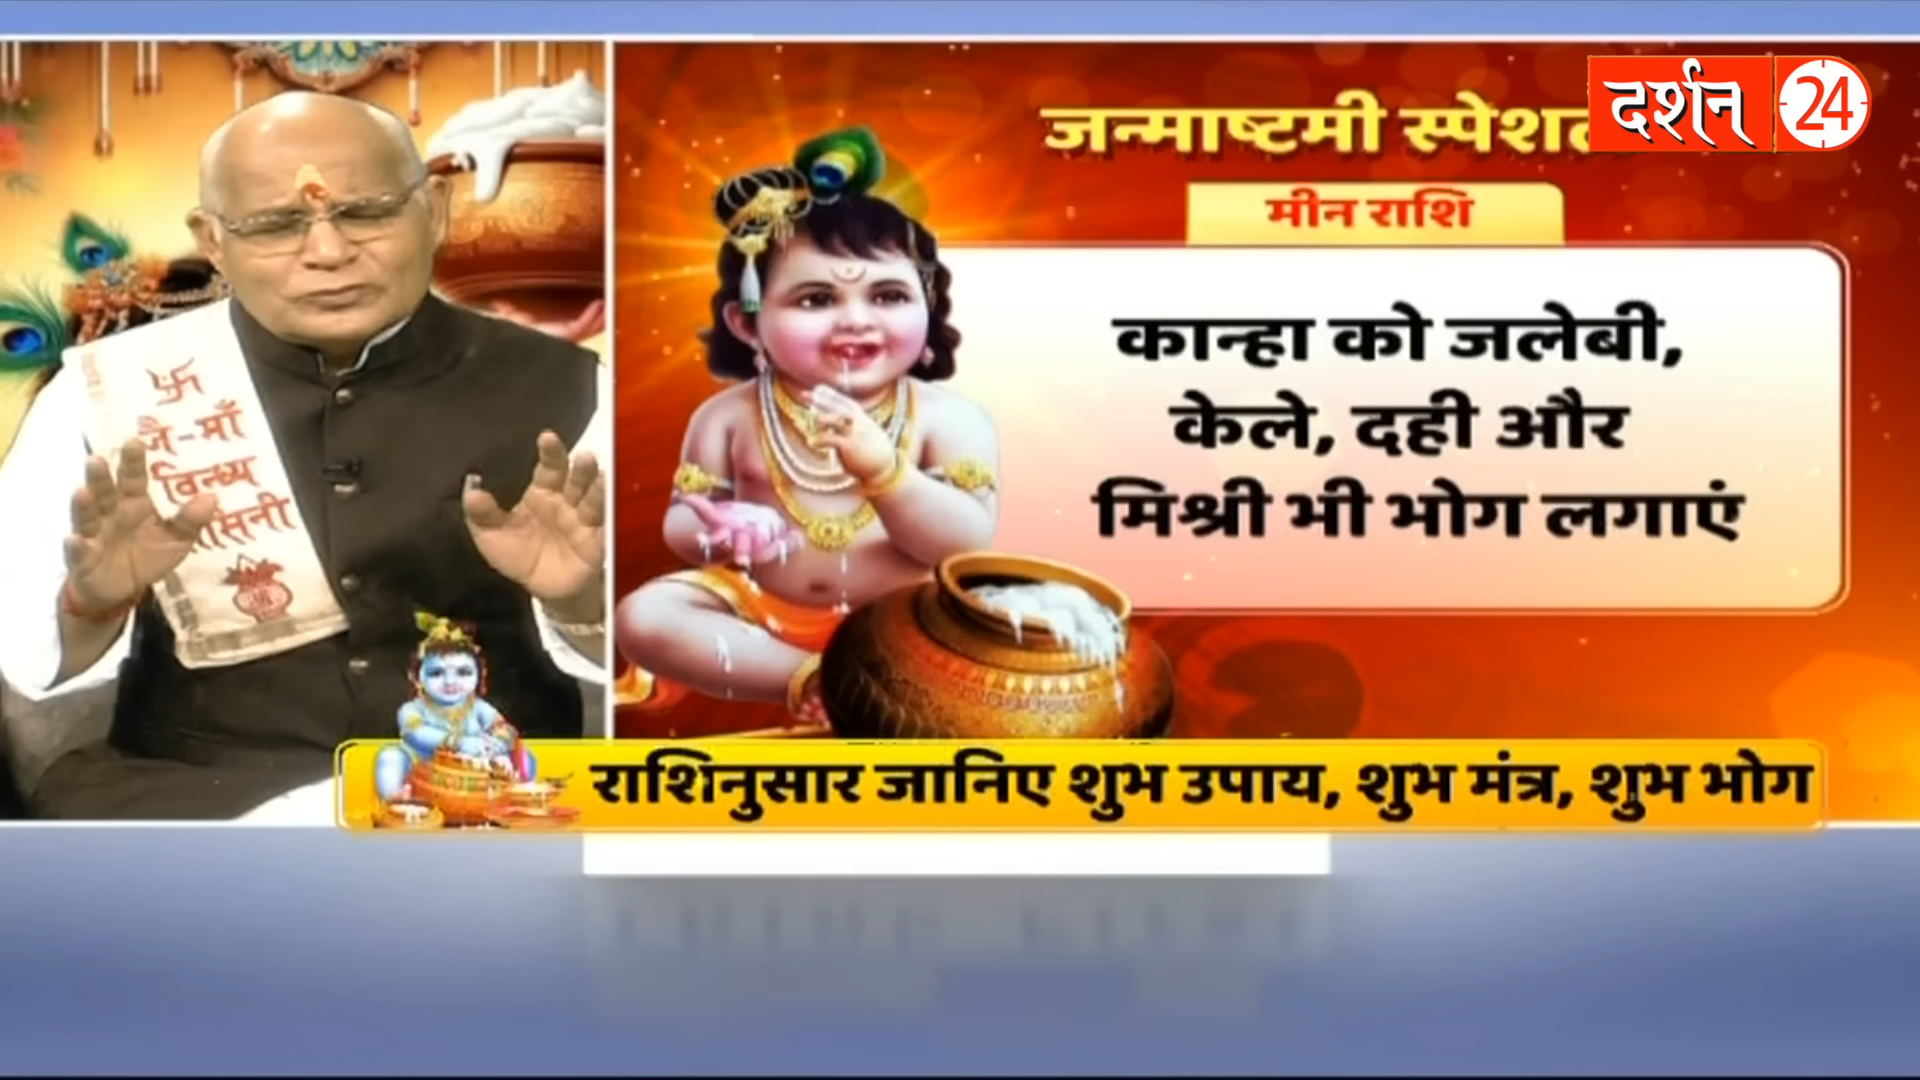 जन्माष्टमी स्पेशल
दर्शन 24
मीन राशि
कान्हा को जलेबी,
केले, दही और
मिश्री भी भोग लगाएं
जै-माँ
विन्ध्य
राशिनुसार जानिए शुभ उपाय, शुभ मंत्र, शुभ भोग